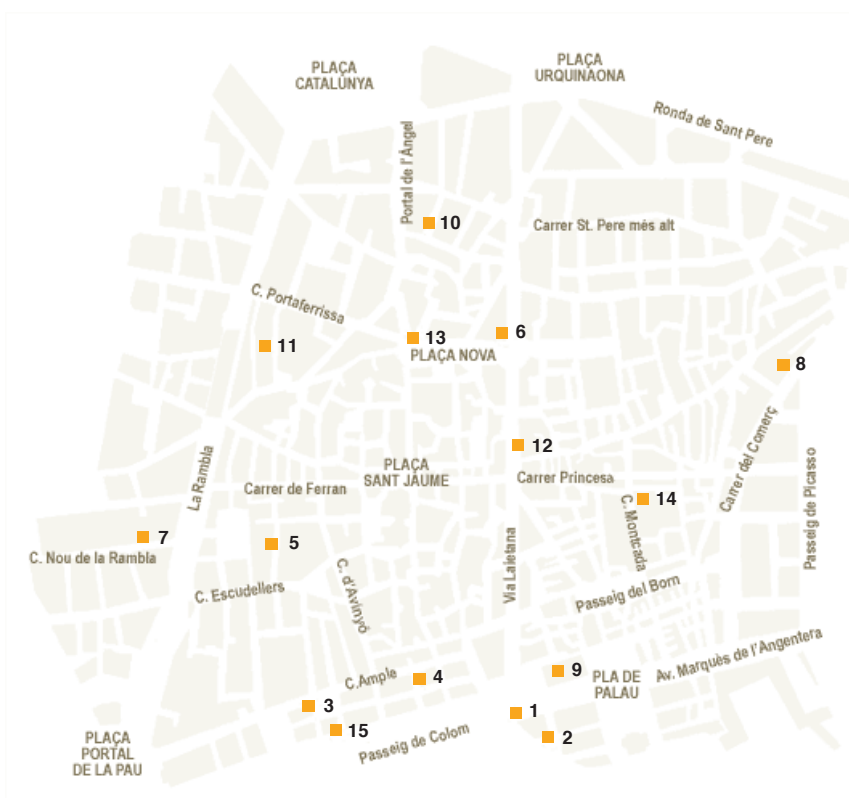 PLAÇA
CATALUNYA
PLAÇA
URQUINAONA
Ronda de Sant Pere
Portal de l'Àngel
10
Carrer St. Pere més alt
C. Portaferrissa
11
13
6
PLAÇA NOVA
8
12
La Rambla
PLAÇA
SANT JAUME
Carrer de Ferran
Carrer Princesa
14
C. Montcada
Carrer del Comerç
Passeig de Picasso
7
C. Nou de la Rambla
5
C. Escudellers
C. d'Avinyó
Via Laietana
Passeig del Born
9
PLA DE
PALAU
Av. Marquès de l'Angentera
C.Ample
4
3
15
Passeig de Colom
1
2
PLAÇA
PORTAL
DE LA PAU